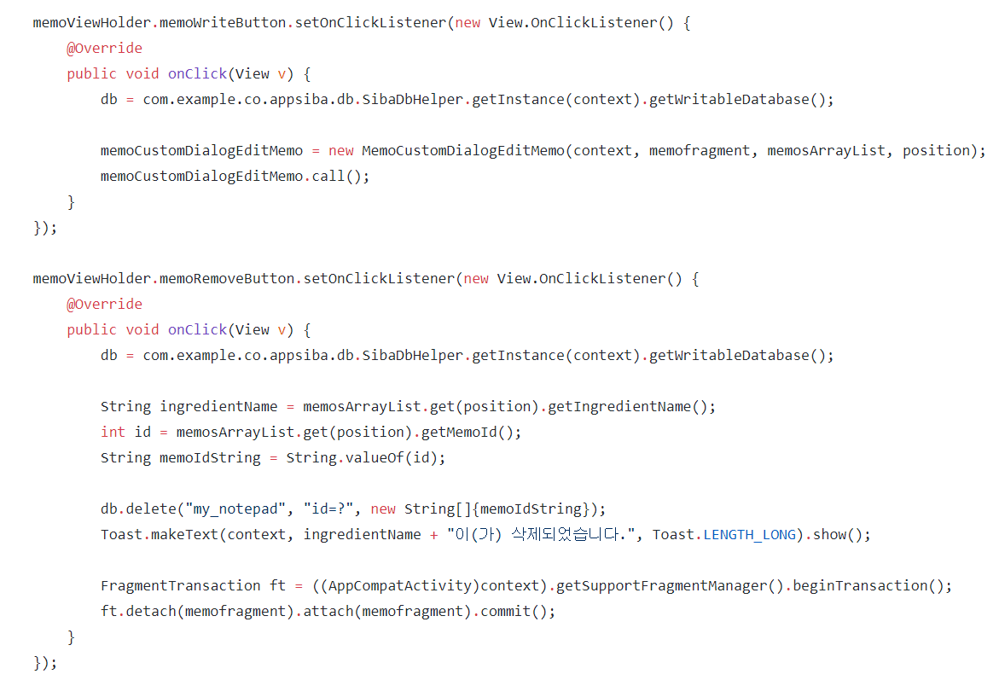 memoViewHolder.memoWriteButton.setOnClickListener(new View.OnClickListener() {
    @Override
    public void onClick(View v) {
        db = com.example.co.appsiba.db.SibaDbHelper.getInstance(context).getWritableDatabase();

        memoCustomDialogEditMemo = new MemoCustomDialogEditMemo(context, memofragment, memosArrayList, position);
        memoCustomDialogEditMemo.call();
    }
});

memoViewHolder.memoRemoveButton.setOnClickListener(new View.OnClickListener() {
    @Override
    public void onClick(View v) {
        db = com.example.co.appsiba.db.SibaDbHelper.getInstance(context).getWritableDatabase();

        String ingredientName = memosArrayList.get(position).getIngredientName();
        int id = memosArrayList.get(position).getMemoId();
        String memoIdString = String.valueOf(id);

        db.delete("my_notepad", "id=?", new String[]{memoIdString});
        Toast.makeText(context, ingredientName + "이(가) 삭제되었습니다.", Toast.LENGTH_LONG).show();

        FragmentTransaction ft = ((AppCompatActivity)context).getSupportFragmentManager().beginTransaction();
        ft.detach(memofragment).attach(memofragment).commit();
    }
});